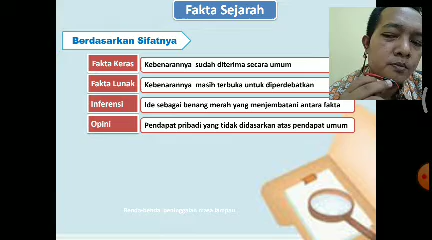 Fakta Sejarah
Berdasarkan Sifatnya
Fakta Keras
Kebenarannya sudah diterima secara umum
Fakta Lunak
Kebenarannya masih terbuka untuk diperdebatkan
Inferensi
Ide sebagai benang merah yang menjembatani antara fakta
Opini
Pendapat pribadi yang tidak didasarkan atas pendapat umum